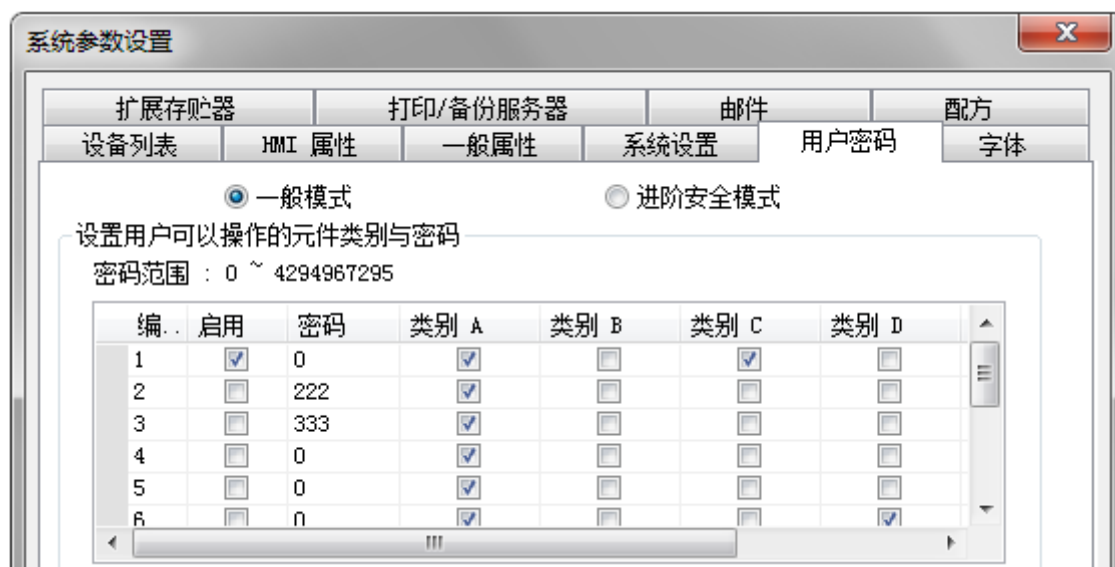 系统参数设置
扩展存贮器 打印/备份服务器 邮件 配方
设备列表 HMI 属性 一般属性 系统设置 用户密码 字体
一般模式 进阶安全模式
设置用户可以操作的元件类别与密码
密码范围 : 0 ~ 4294967295
编.. 启用 密码 类别 A 类别 B 类别 C 类别 D
1 0
2 222
3 333
4 0
5 0
6 0